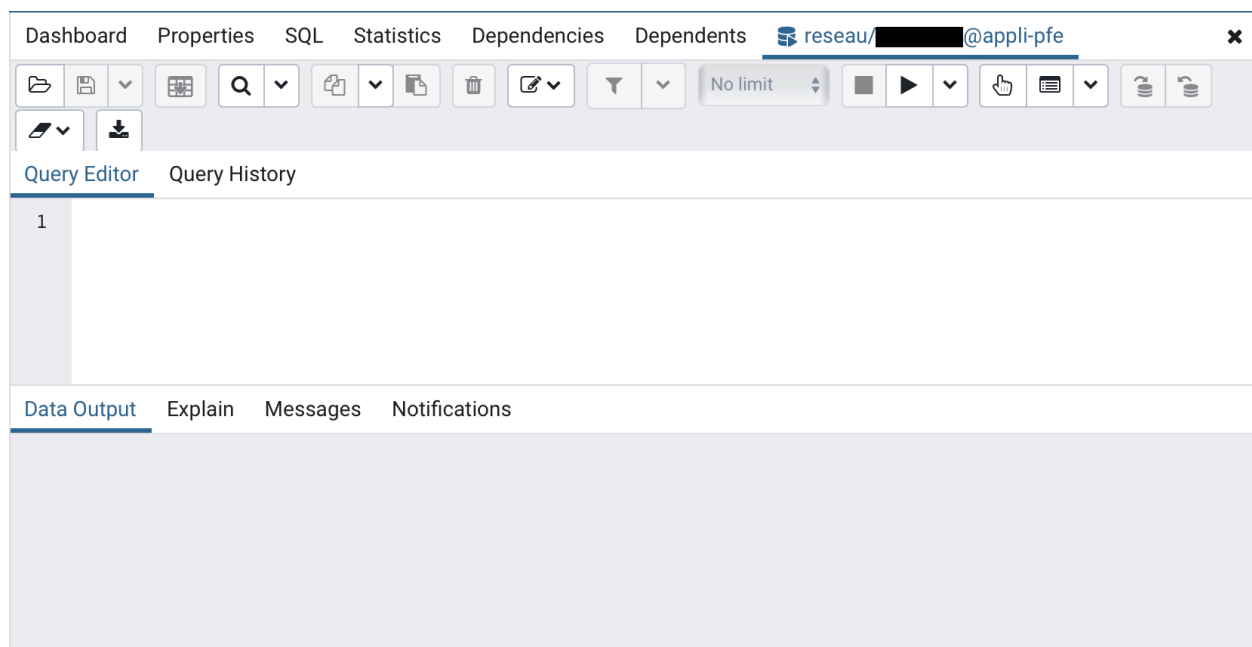 Dashboard Properties SQL Statistics Dependencies Dependents reseau/ @appli-pfe
No limit
Query Editor Query History
1
Data Output Explain Messages Notifications